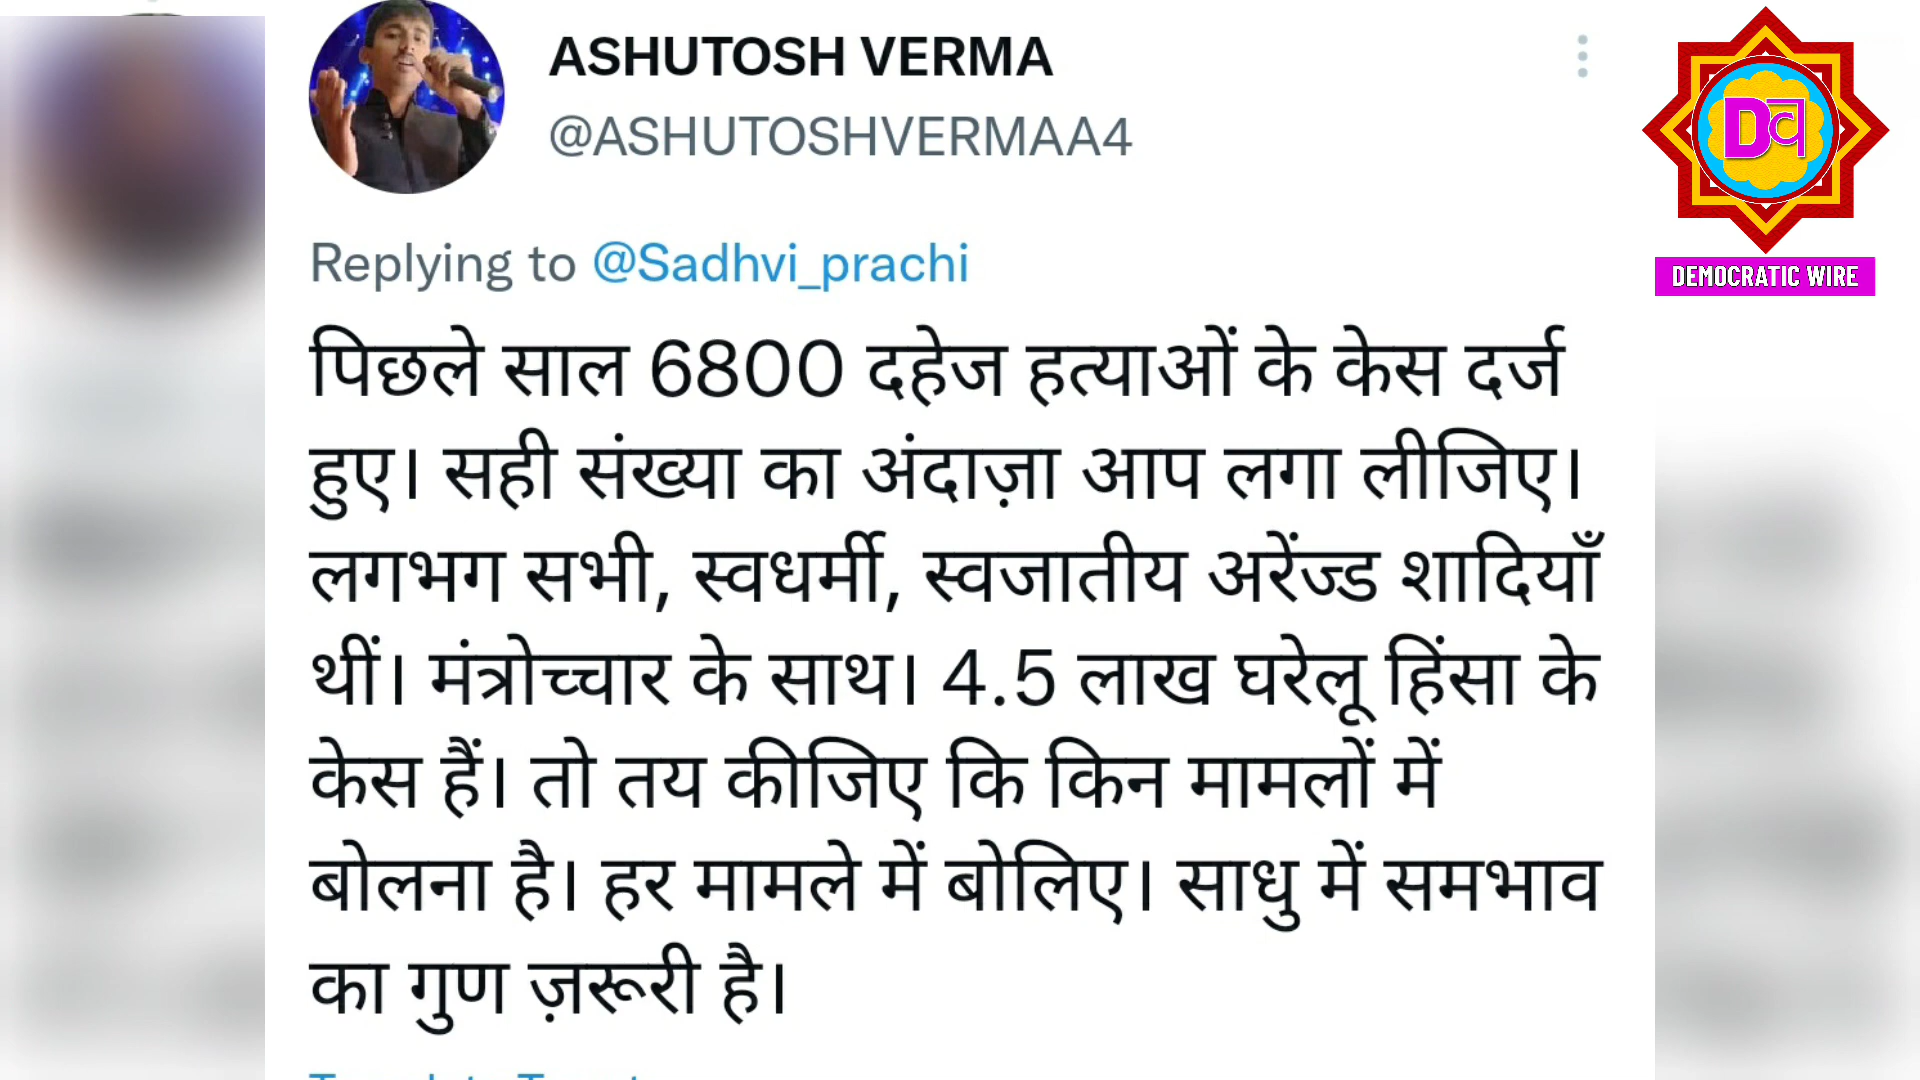 ASHUTOSH VERMA
@ASHUTOSHVERMAA4
Replying to @Sadhvi_prachi
पिछले साल 6800 दहेज हत्याओं के केस दर्ज
हुए। सही संख्या का अंदाज़ा आप लगा लीजिए।
लगभग सभी, स्वधर्मी, स्वजातीय अरेंज्ड शादियाँ
थीं। मंत्रोच्चार के साथ। 4.5 लाख घरेलू हिंसा के
केस हैं। तो तय कीजिए कि किन मामलों में
बोलना है। हर मामले में बोलिए। साधु में समभाव
का गुण ज़रूरी है।
Dव
DEMOCRATIC WIRE